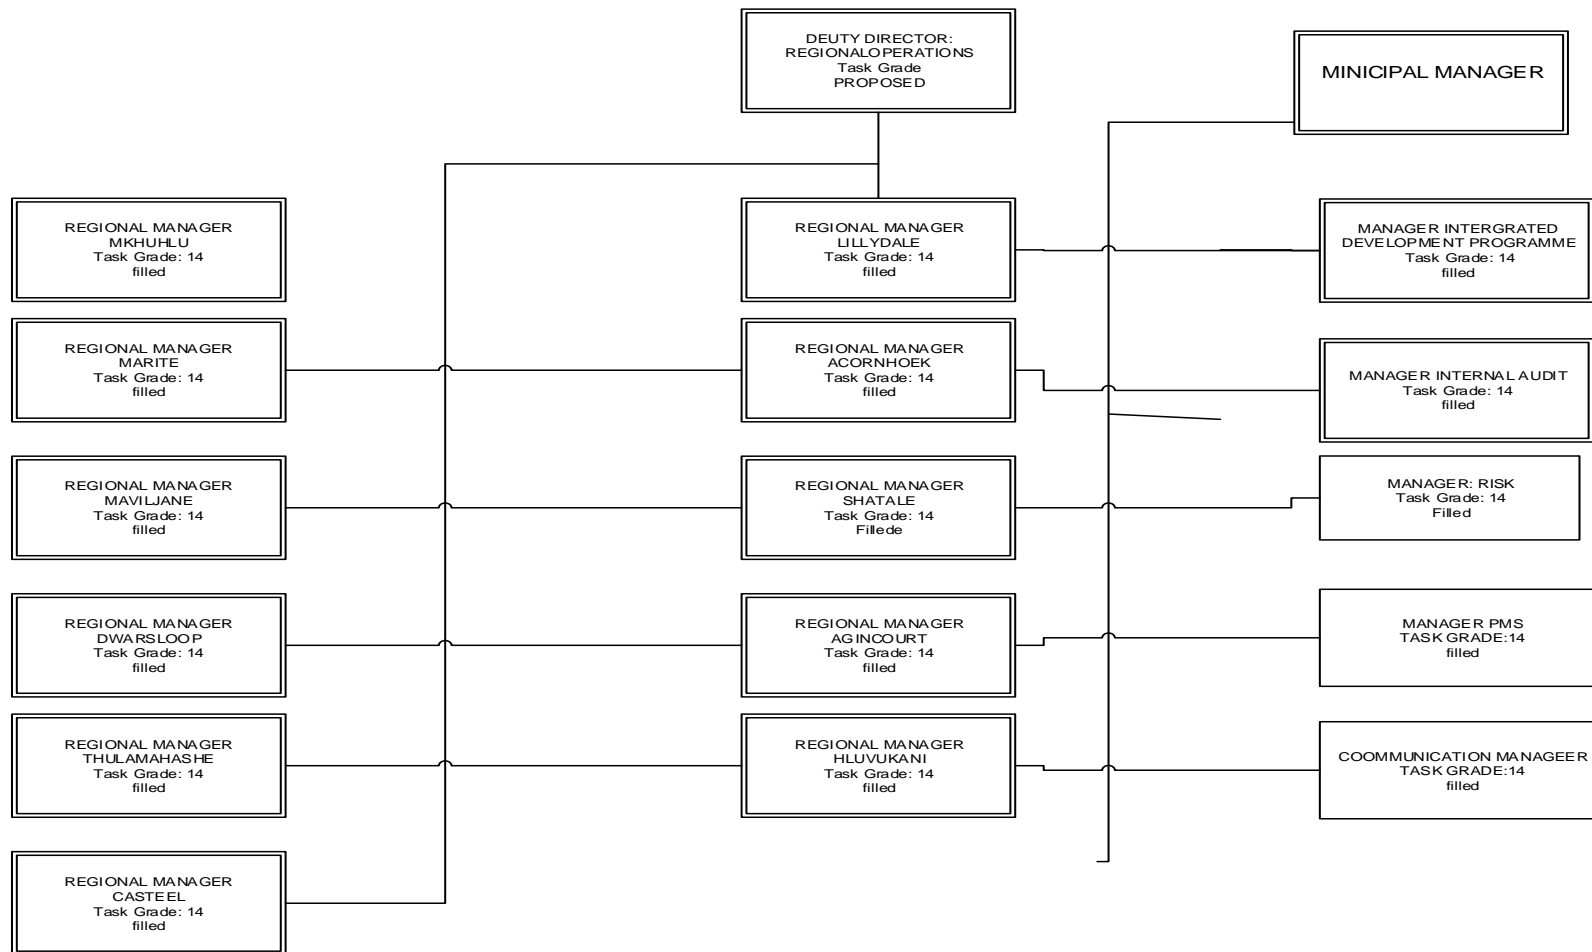 DEUTY DIRECTOR:
REGIONALOPERATIONS
Task Grade
PROPOSED
MINICIPAL MANAGER
REGIONAL MANAGER
MKHUHLU
Task Grade: 14
filled
REGIONAL MANAGER
LILLYDALE
Task Grade: 14
filled
MANAGER INTERGRATED
DEVELOPMENT PROGRAMME
Task Grade: 14
filled
REGIONAL MANAGER
MARITE
Task Grade: 14
filled
REGIONAL MANAGER
ACORNHOEK
Task Grade: 14
filled
MANAGER INTERNAL AUDIT
Task Grade: 14
filled
REGIONAL MANAGER
MAVILJANE
Task Grade: 14
filled
REGIONAL MANAGER
SHATALE
Task Grade: 14
Fillede
MANAGER: RISK
Task Grade: 14
Filled
REGIONAL MANAGER
DWARSLOOP
Task Grade: 14
filled
REGIONAL MANAGER
AGINCOURT
Task Grade: 14
filled
MANAGER PMS
TASK GRADE:14
filled
REGIONAL MANAGER
THULAMAHASHE
Task Grade: 14
filled
REGIONAL MANAGER
HLUVUKANI
Task Grade: 14
filled
COOMMUNICATION MANAGEER
TASK GRADE:14
filled
REGIONAL MANAGER
CASTEEL
Task Grade: 14
filled